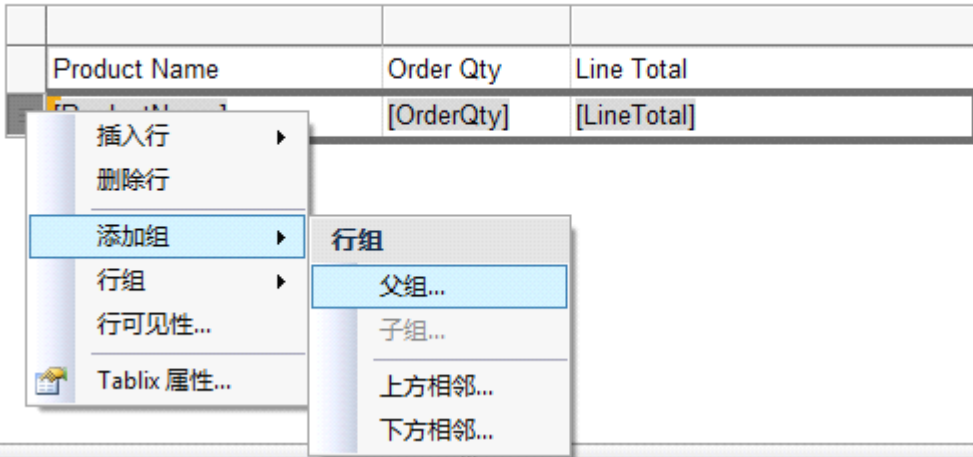 Product Name Order Qty Line Total
[OrderQty] [LineTotal]
插入行
删除行
添加组
行组
行可见性...
Tablix 属性...
行组
父组...
子组...
上方相邻...
下方相邻...